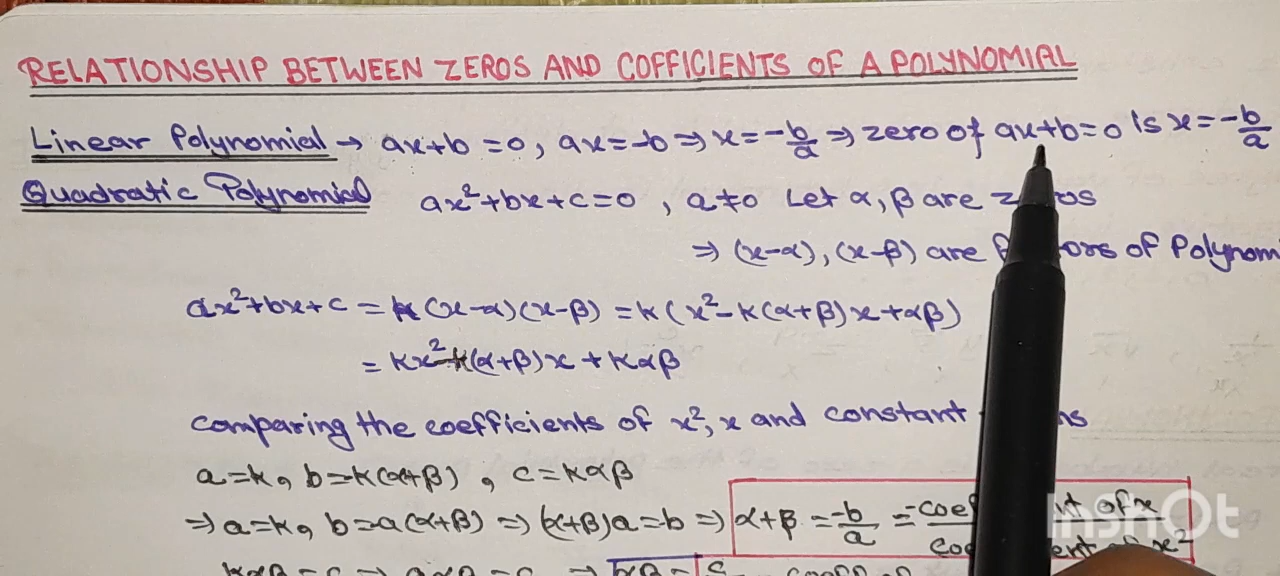 RELATIONSHIP BETWEEN ZEROS AND COFFICIENTS OF A POLYNOMIAL
Linear Polynomial → ax+b=0, ax=-b ⇒ x=-b/a ⇒ zero of ax+b=0 is x=-b/a
Quadratic Polynomial ax²+bx+c=0, a≠0 Let α, β are
⇒ (x-α), (x-β) are of Polynom
ax²+bx+c = k(x-α)(x-β) = k(x²-k(α+β)x+αβ)
= kx²-k(α+β)x+kαβ
comparing the coefficients of x², x and constant
a=k, b=-k(α+β), c=kαβ
⇒ a=k, b=-a(α+β) ⇒ (α+β)a=b ⇒ α+β = -b/a = of x
InShOt